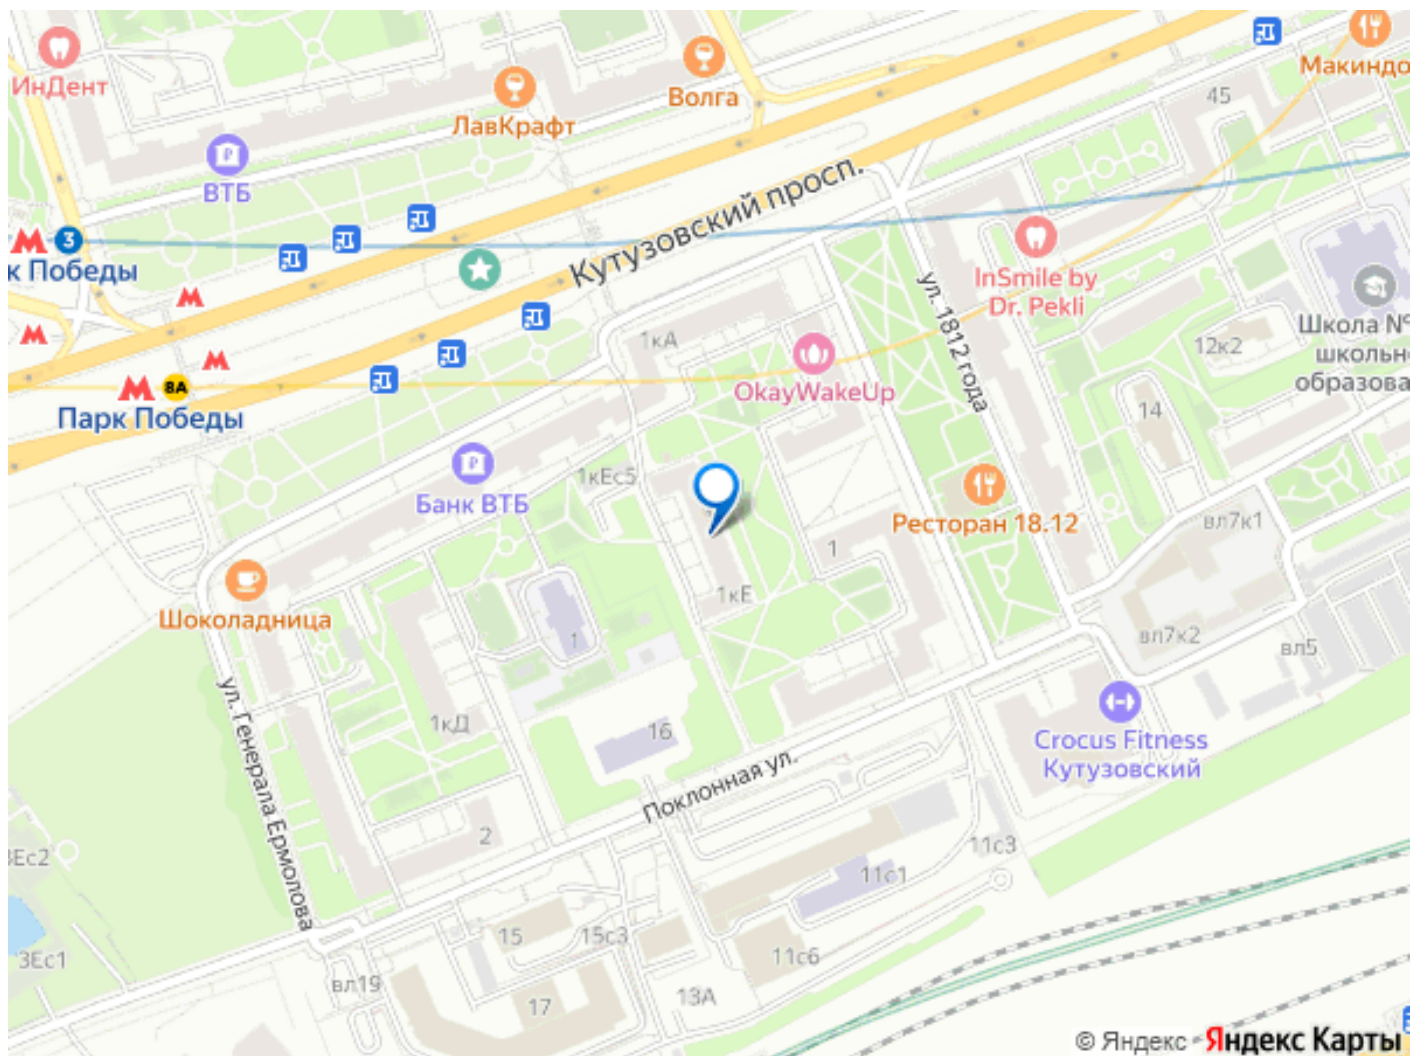 ИнДент
ЛавКрафт
Волга
Макиндо
45
ВТБ
Кутузовский просп.
3
к Победы
InSmile by
Dr. Pekli
ул. 1812 года
Школа №
школьн
образова
1кА
12к2
OkayWakeUp
8А
Парк Победы
14
1кЕс5
Банк ВТБ
Ресторан 18.12
вл7к1
1
1кЕ
Шоколадница
1
вл7к2
вл5
ул. Генерала Ермолова
1кД
16
Crocus Fitness
Кутузовский
Поклонная ул.
2
11с3
3Ес2
11с1
15
15с3
11с6
3Ес1
вл19
17
13А
© Яндекс
Яндекс Карты